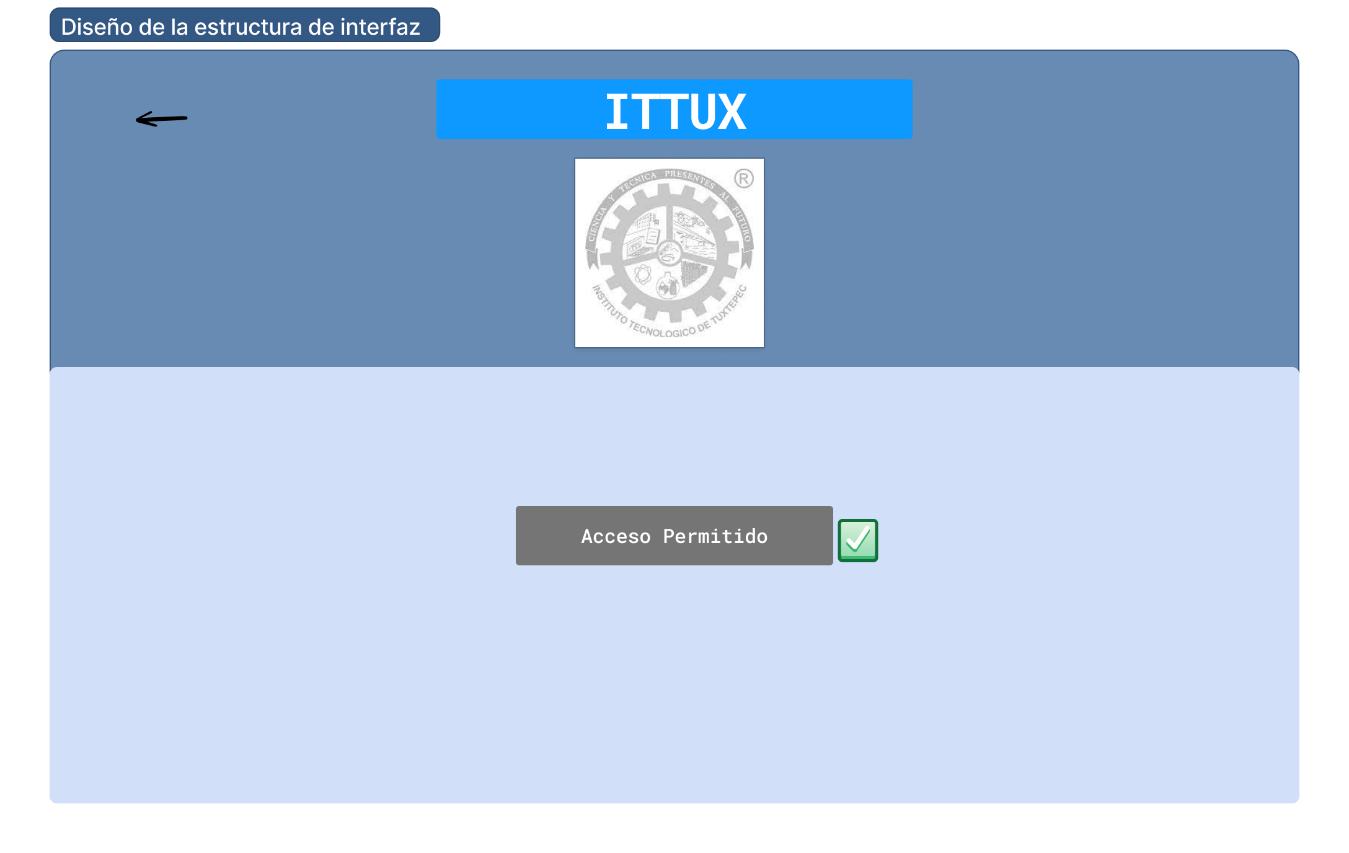 Diseño de la estructura de interfaz
ITTUX
CIENCIA Y TECNICA PRESENTES AL FUTURO
®
INSTITUTO TECNOLOGICO DE TUXTEPEC
Acceso Permitido